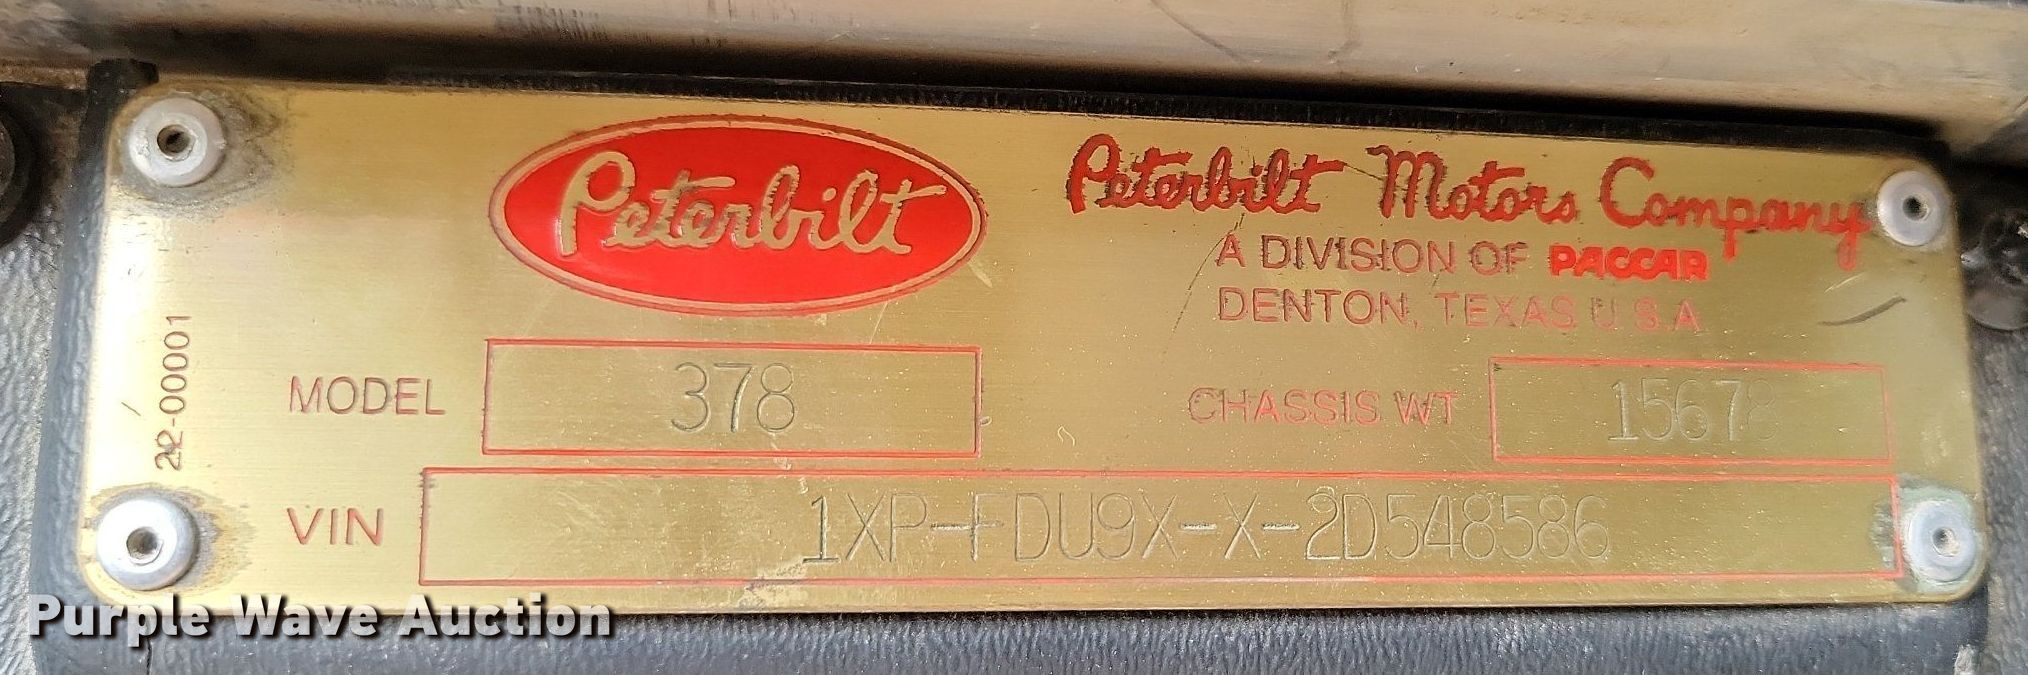 Peterbilt
Peterbilt Motors Company
A DIVISION OF PACCAR
DENTON, TEXAS U.S.A
22-00001
MODEL 378
CHASSIS WT 15678
VIN 1XP-FDU9X-X-2D548586
Purple Wave Auction